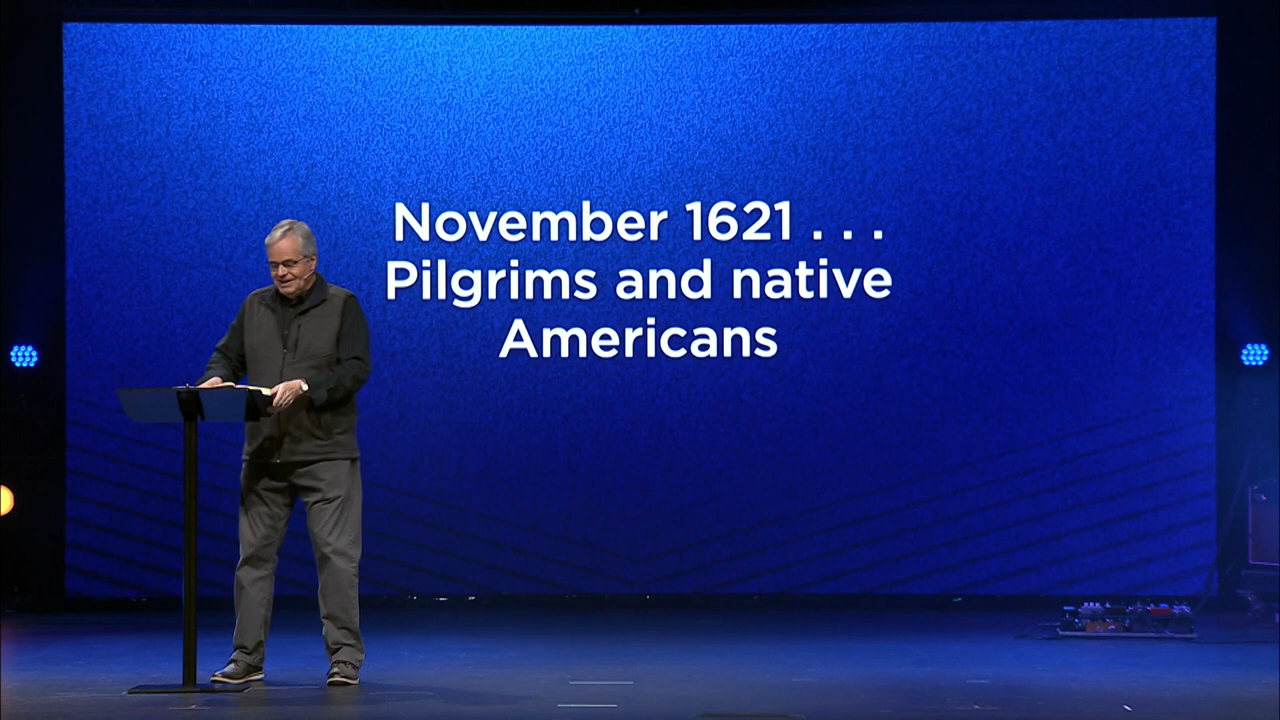 November 1621 . . .
Pilgrims and native
Americans